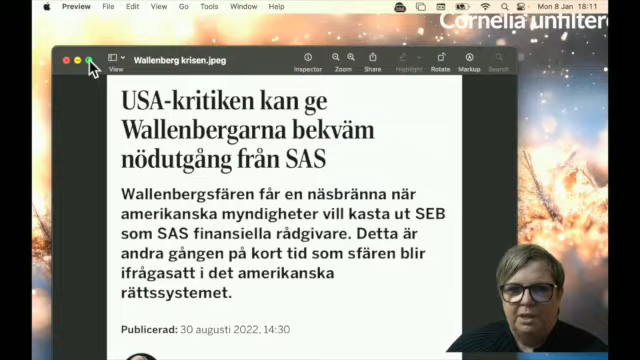 Preview File Edit View Go Tools Window Help Mon 8 Jan 18:11
Cornelia unfilter
Wallenberg krisen.jpeg
View Inspector Zoom Share Highlight Rotate Markup Search
USA-kritiken kan ge
Wallenbergarna bekväm
nödutgång från SAS
Wallenbergsfären får en näsbränna när
amerikanska myndigheter vill kasta ut SEB
som SAS finansiella rådgivare. Detta är
andra gången på kort tid som sfären blir
ifrågasatt i det amerikanska
rättssystemet.
Publicerad: 30 augusti 2022, 14:30